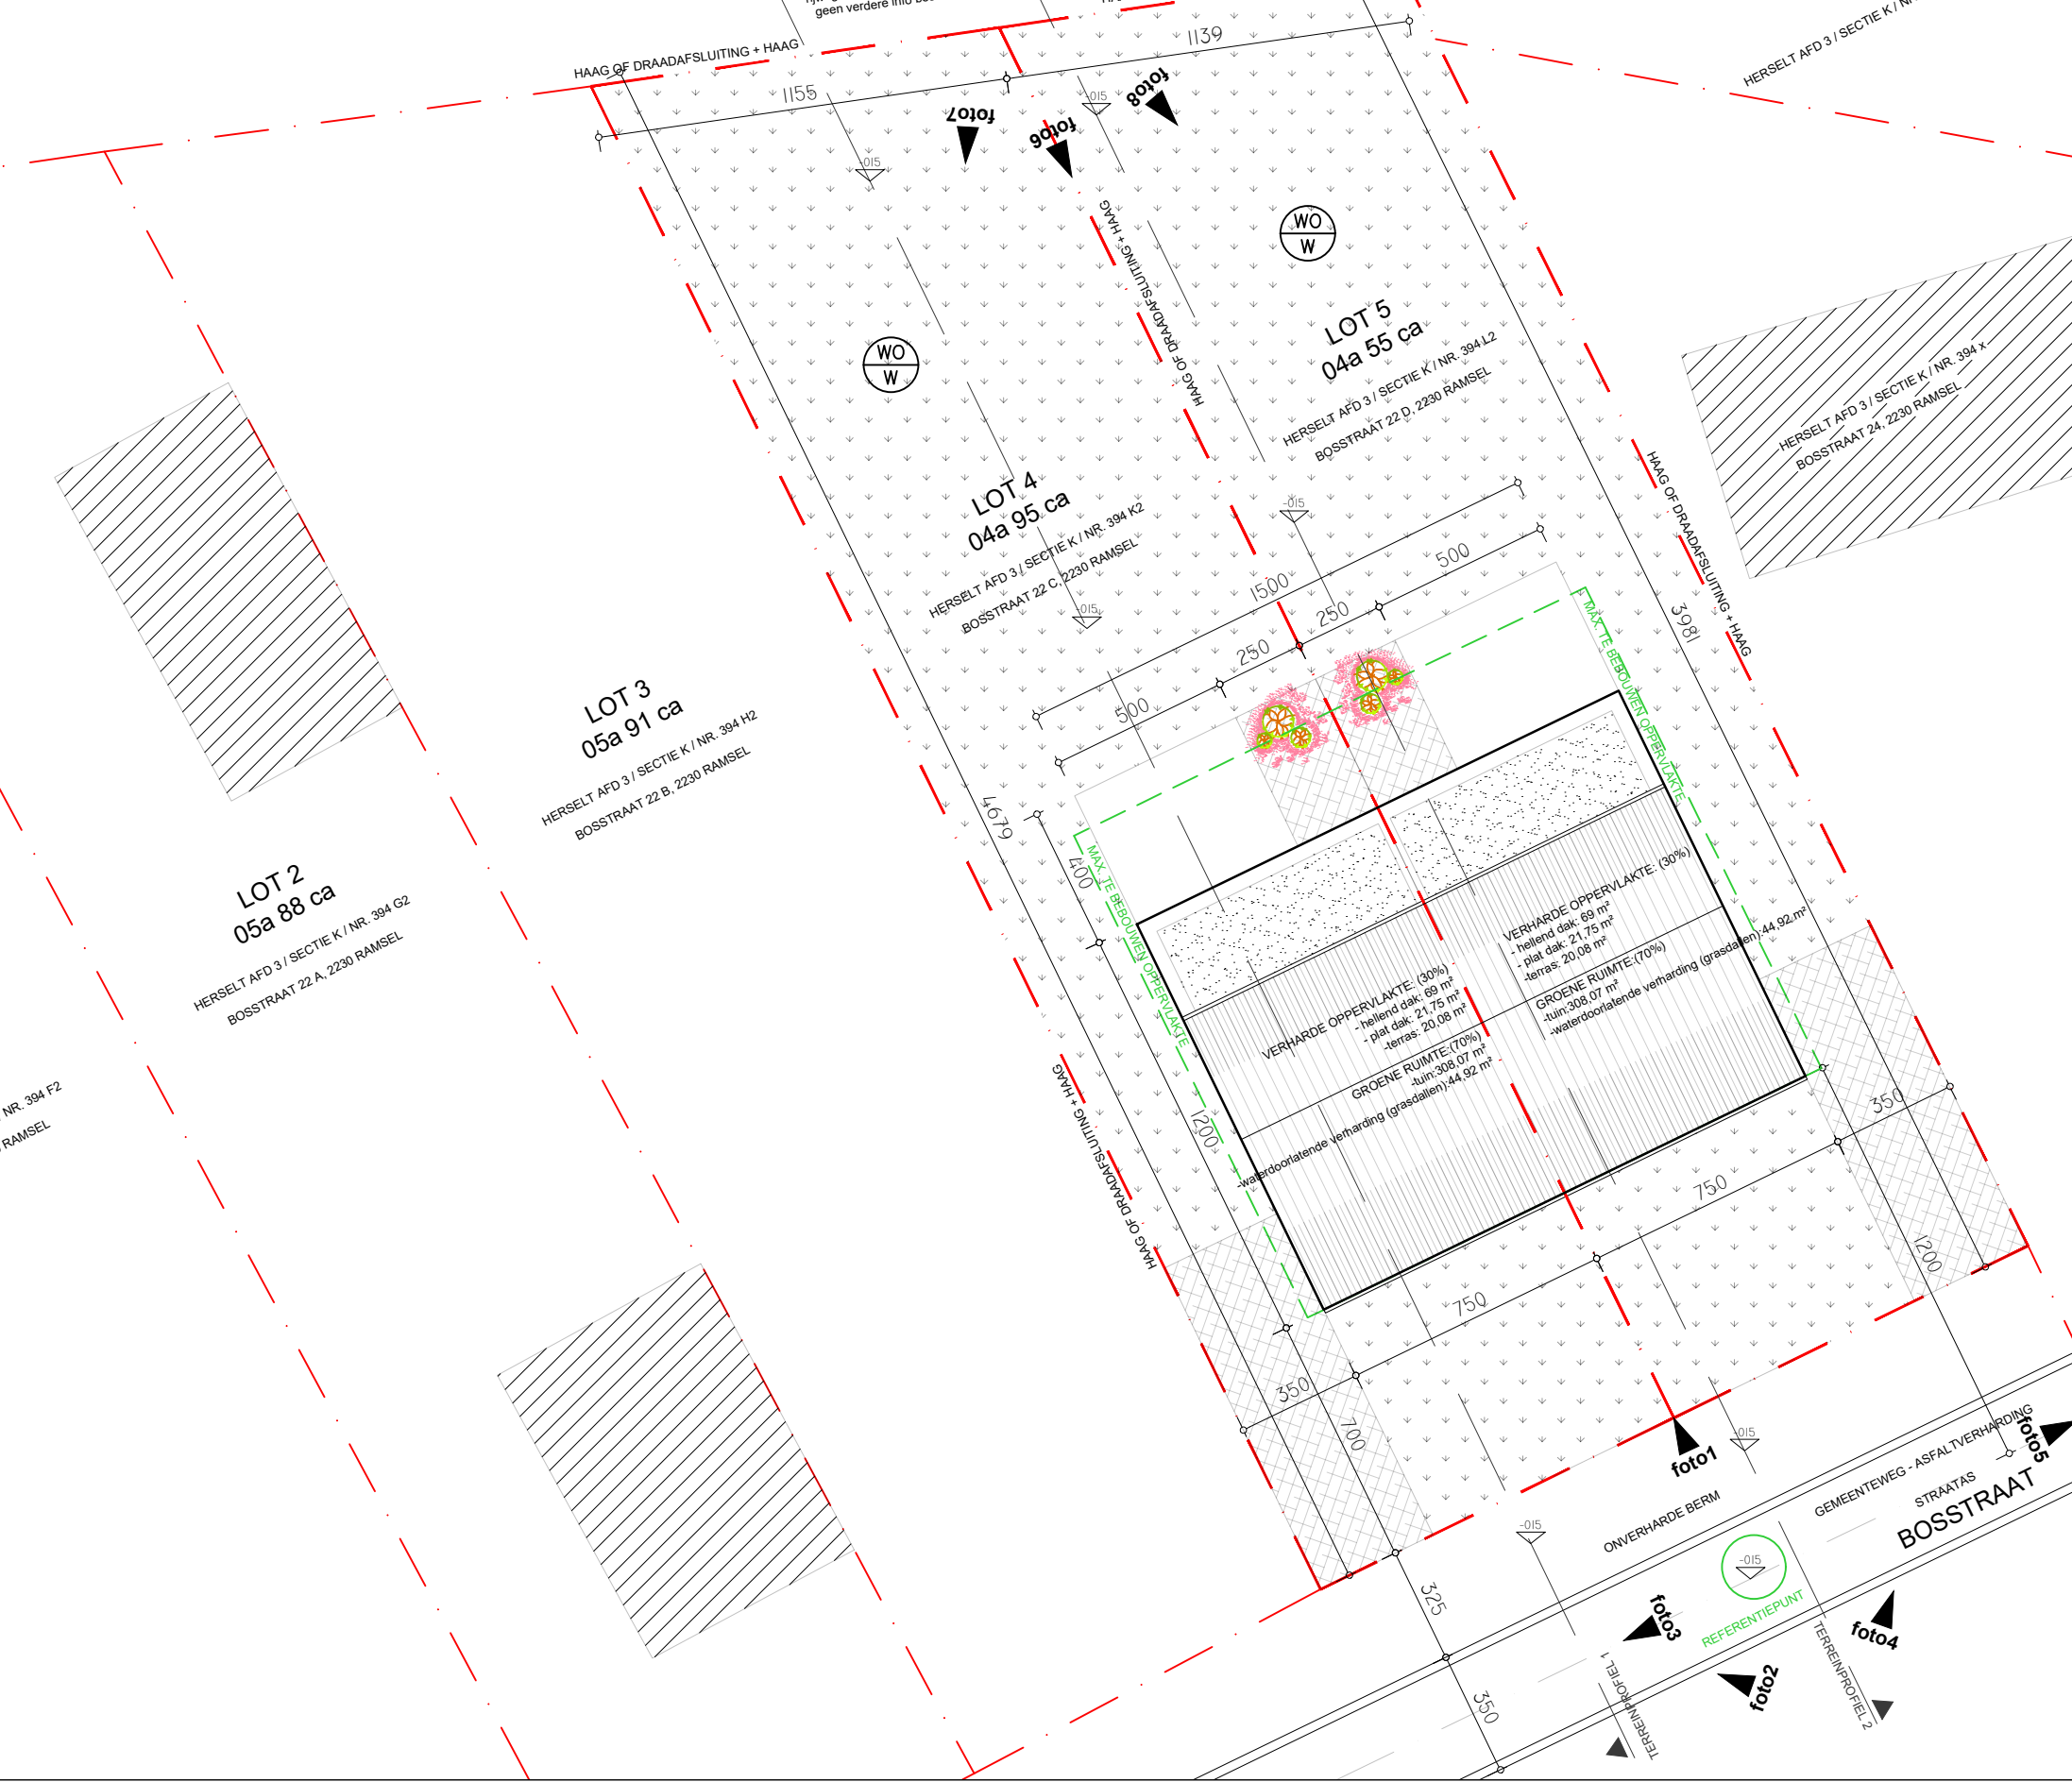 geen verdere info
HAAG OF DRAADAFSLUITING + HAAG
1155
1139
foto7
foto6
foto8
-015
-015
HERSELT AFD 3 / SECTIE K /
WO
W
WO
W
HAAG OF DRAADAFSLUITING + HAAG
LOT 5
04a 55 ca
HERSELT AFD 3 / SECTIE K / NR. 394 L2
BOSSTRAAT 22 D, 2230 RAMSEL
HERSELT AFD 3 / SECTIE K / NR. 394 x
BOSSTRAAT 24, 2230 RAMSEL
LOT 4
04a 95 ca
HERSELT AFD 3 / SECTIE K / NR. 394 K2
BOSSTRAAT 22 C, 2230 RAMSEL
-015
-015
HAAG OF DRAADAFSLUITING + HAAG
3981
1500
500
250
250
500
LOT 3
05a 91 ca
HERSELT AFD 3 / SECTIE K / NR. 394 H2
BOSSTRAAT 22 B, 2230 RAMSEL
LOT 2
05a 88 ca
HERSELT AFD 3 / SECTIE K / NR. 394 G2
BOSSTRAAT 22 A, 2230 RAMSEL
NR. 394 F2
RAMSEL
4679
400
MAX. TE BEBOUWEN OPPERVLAKTE
MAX. TE BEBOUWEN OPPERVLAKTE
VERHARDE OPPERVLAKTE: (30%)
- hellend dak: 69 m²
- plat dak: 21,75 m²
-terras: 20,08 m²
GROENE RUIMTE:(70%)
-tuin:308,07 m²
-waterdoorlatende verharding (grasdallen):44,92 m²
VERHARDE OPPERVLAKTE: (30%)
- hellend dak: 69 m²
- plat dak: 21,75 m²
-terras: 20,08 m²
GROENE RUIMTE:(70%)
-tuin:308,07 m²
-waterdoorlatende verharding (grasdallen):44,92 m²
HAAG OF DRAADAFSLUITING + HAAG
1200
350
750
750
350
1200
700
foto1
-015
-015
foto5
GEMEENTEWEG - ASFALTVERHARDING
STRAATAS
BOSSTRAAT
ONVERHARDE BERM
-015
REFERENTIEPUNT
325
350
foto3
foto2
foto4
TERREINPROFIEL 1
TERREINPROFIEL 2